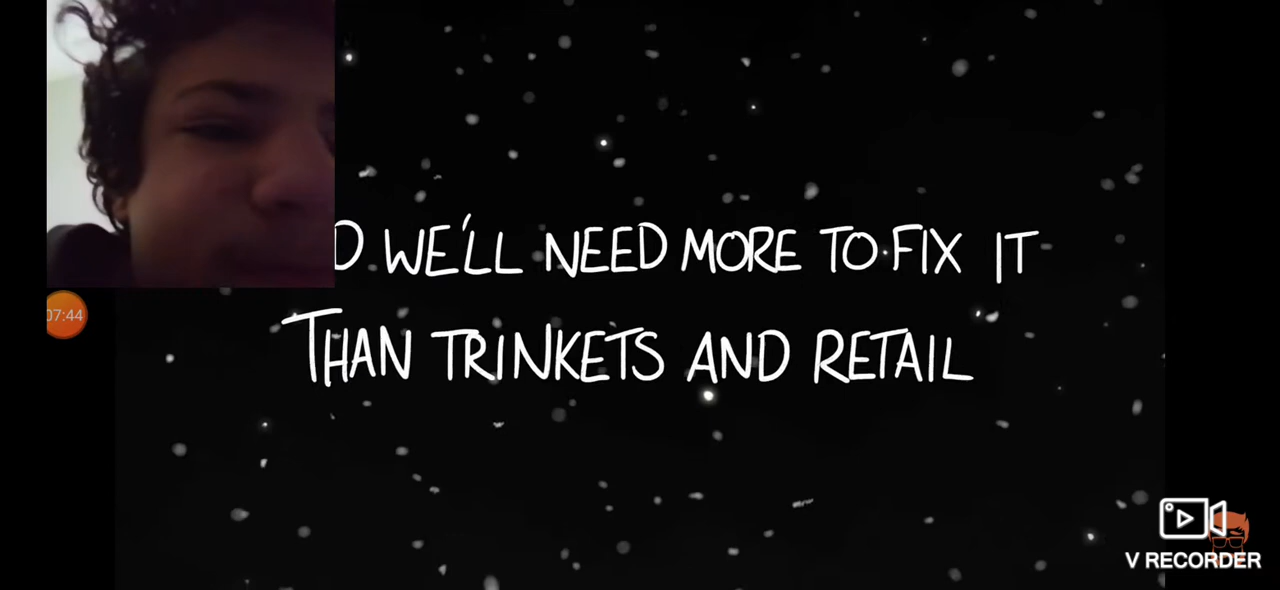 WE'LL NEED MORE TO FIX IT
THAN TRINKETS AND RETAIL
07:44
V RECORDER